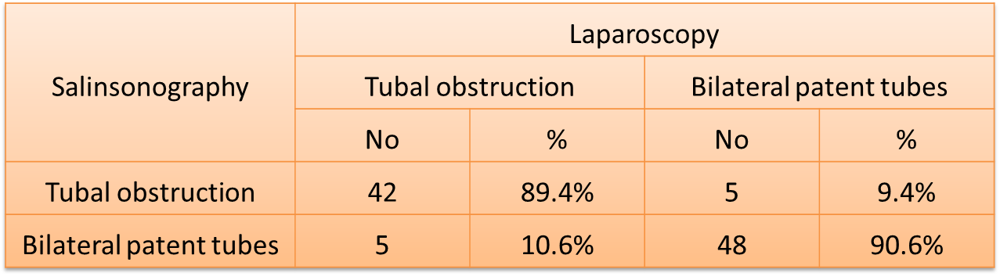 Laparoscopy
Salinsonography
Tubal obstruction
Bilateral patent tubes
No
%
No
%
Tubal obstruction
42
89.4%
5
9.4%
Bilateral patent tubes
5
10.6%
48
90.6%